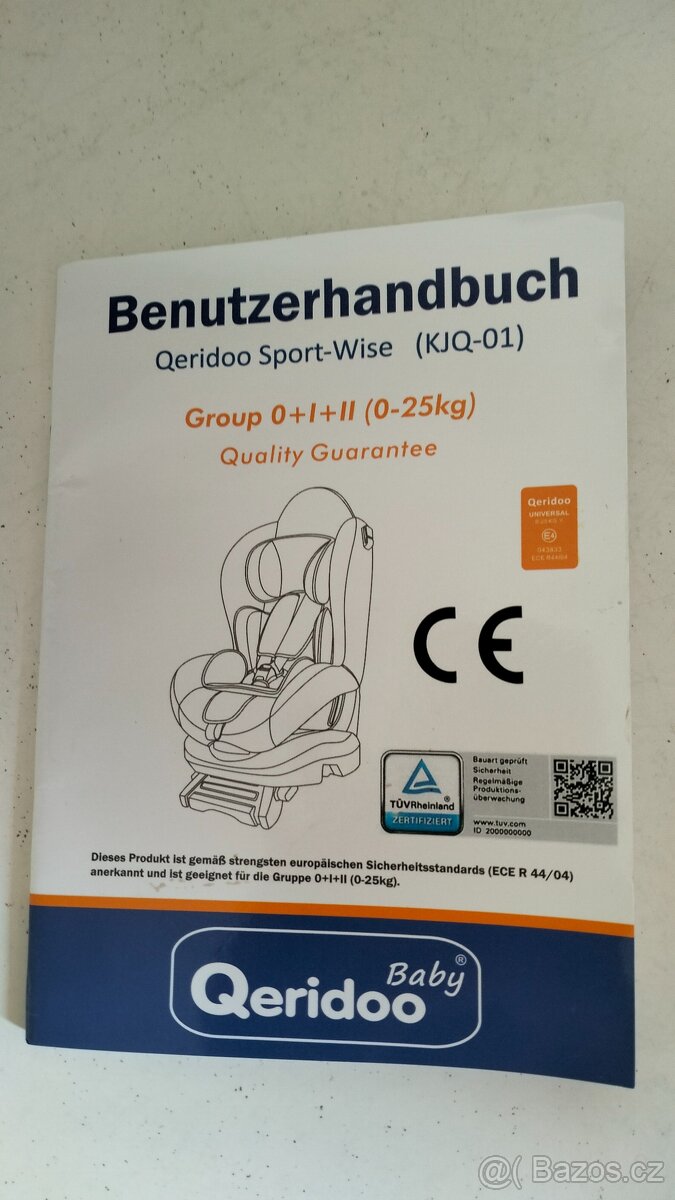 Benutzerhandbuch
Qeridoo Sport-Wise (KJQ-01)
Group 0+I+II (0-25kg)
Quality Guarantee
Qeridoo
UNIVERSAL
E4
ECE R44/04
CE
TÜVRheinland®
ZERTIFIZIERT
Bauart geprüft
Sicherheit
Regelmäßige
Produktions-
überwachung
www.tuv.com
ID 2000000000
Dieses Produkt ist gemäß strengsten europäischen Sicherheitsstandards (ECE R 44/04)
anerkannt und ist geeignet für die Gruppe 0+I+II (0-25kg).
Qeridoo Baby®
@( Bazos.cz